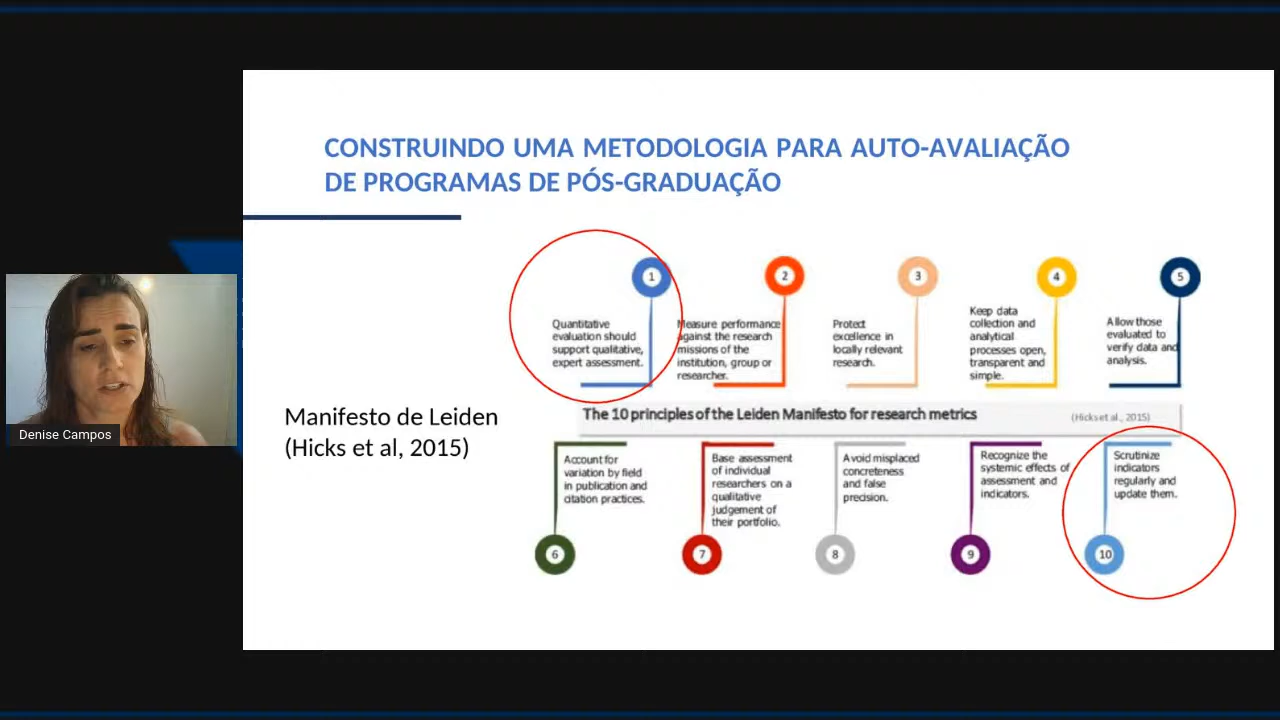 CONSTRUINDO UMA METODOLOGIA PARA AUTO-AVALIAÇÃO
DE PROGRAMAS DE PÓS-GRADUAÇÃO
1
Quantitative
evaluation should
support qualitative,
expert assessment.
2
Measure performance
against the research
missions of the
institution, group or
researcher.
3
Protect
excellence in
locally relevant
research.
4
Keep data
collection and
analytical
processes open,
transparent and
simple.
5
Allow those
evaluated to
verify data and
analysis.
Manifesto de Leiden
(Hicks et al, 2015)
The 10 principles of the Leiden Manifesto for research metrics
(Hicks et al., 2015)
Account for
variation by field
in publication and
citation practices.
6
Base assessment
of individual
researchers on a
qualitative
judgement of
their portfolio.
7
Avoid misplaced
concreteness
and false
precision.
8
Recognize the
systemic effects of
assessment and
indicators.
9
Scrutinize
indicators
regularly and
update them.
10
Denise Campos